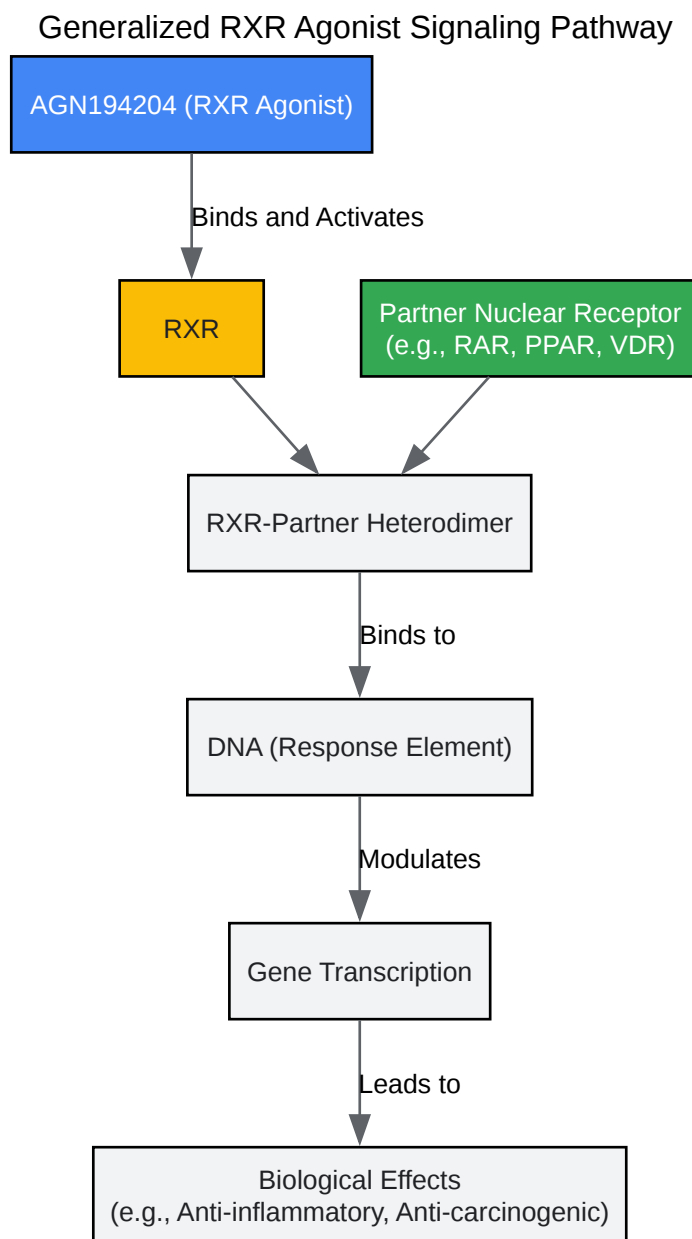 Generalized RXR Agonist Signaling Pathway
AGN194204 (RXR Agonist)
Binds and Activates
RXR
Partner Nuclear Receptor
(e.g., RAR, PPAR, VDR)
RXR-Partner Heterodimer
Binds to
DNA (Response Element)
Modulates
Gene Transcription
Leads to
Biological Effects
(e.g., Anti-inflammatory, Anti-carcinogenic)